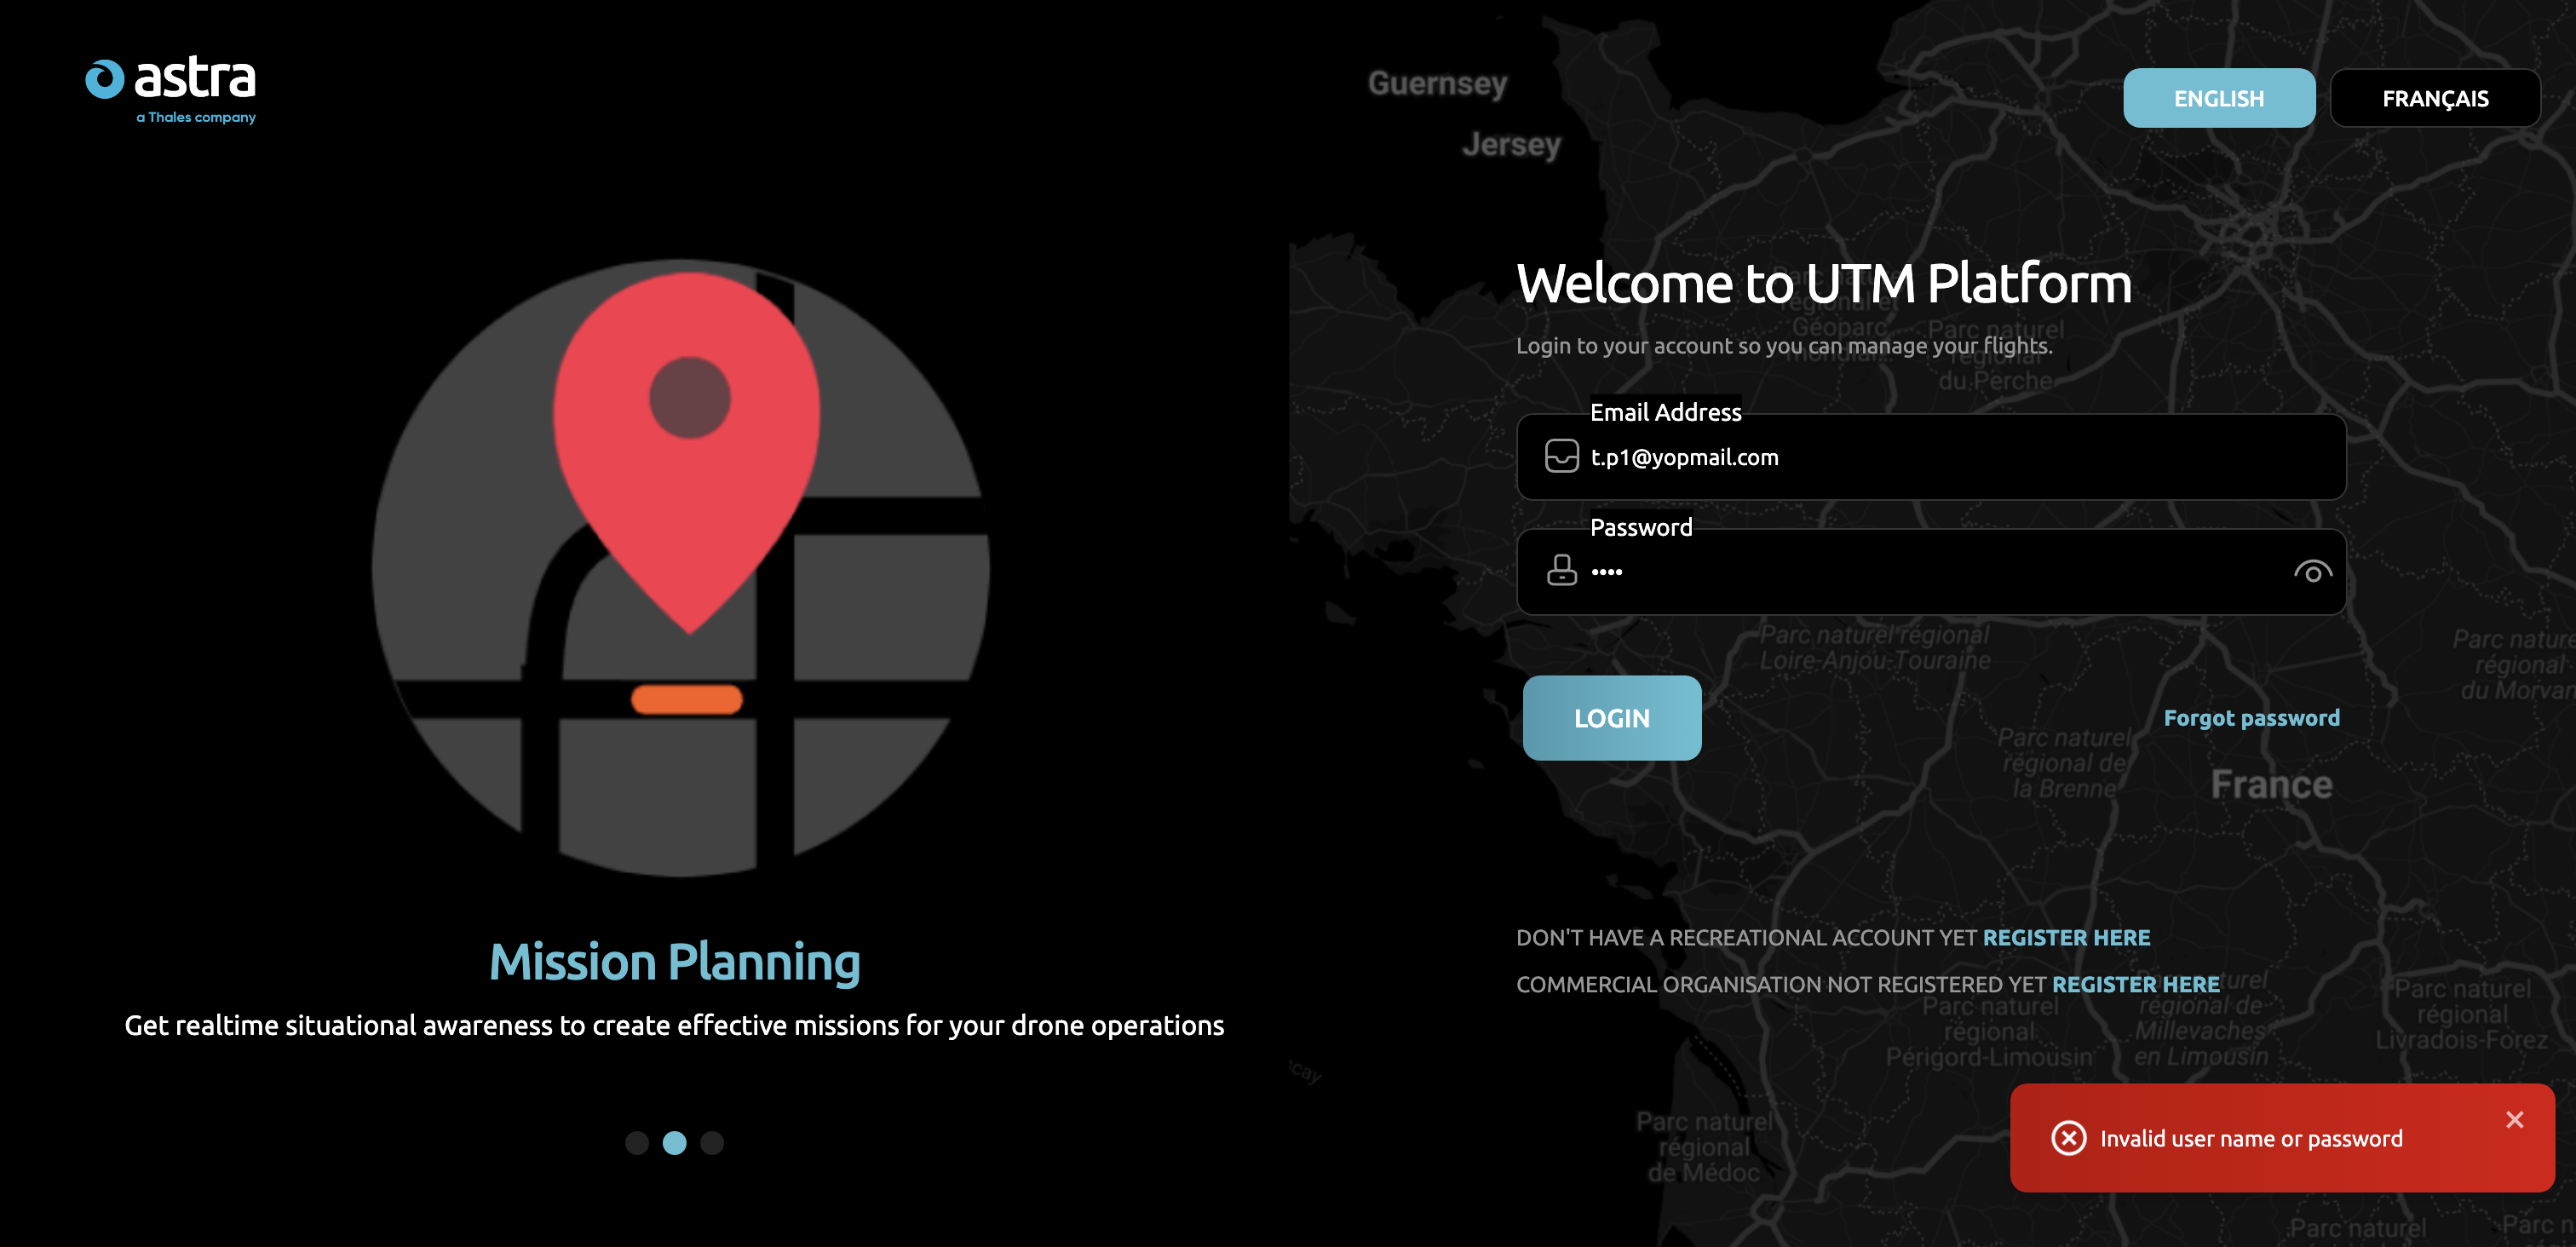 astra
a Thales company
ENGLISH
FRANÇAIS
Guernsey
Jersey
Welcome to UTM Platform
Login to your account so you can manage your flights.
Géoparc
Parc naturel
du Perche
Email Address
t.p1@yopmail.com
Password
••••
Parc naturel régional
Loire-Anjou-Touraine
Parc nature
régional
du Morvan
LOGIN
Forgot password
Parc naturel
régional de
la Brenne
France
Mission Planning
Get realtime situational awareness to create effective missions for your drone operations
DON'T HAVE A RECREATIONAL ACCOUNT YET REGISTER HERE
COMMERCIAL ORGANISATION NOT REGISTERED YET REGISTER HERE
Parc naturel
régional
Périgord-Limousin
régional de
Millevaches
en Limousin
Parc naturel
régional
Livradois-Forez
Parc naturel
régional
de Médoc
Invalid user name or password
Parc naturel
Parc n